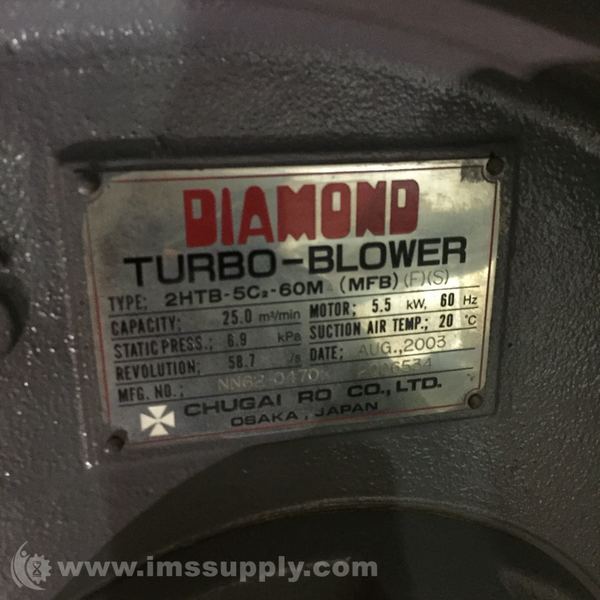 DIAMOND
TURBO-BLOWER
TYPE; 2HTB-5C₂-60M (MFB) (F)(S)
CAPACITY; 25.0 m³/min MOTOR; 5.5 kW, 60 Hz
STATIC PRESS.; 6.9 kPa SUCTION AIR TEMP.; 20 °C
REVOLUTION; 58.7 /s DATE; AUG.,2003
MFG. NO.;
CHUGAI RO CO., LTD.
OSAKA, JAPAN
www.imssupply.com